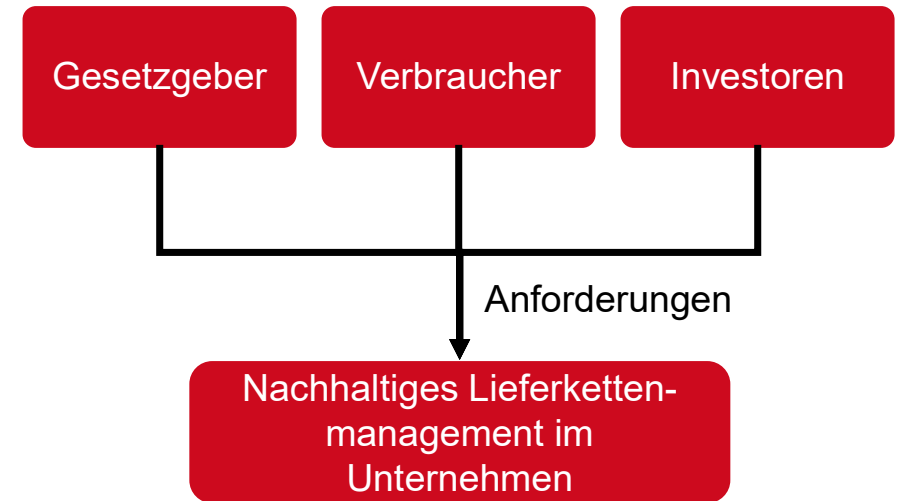 Gesetzgeber
Verbraucher
Investoren
Anforderungen
Nachhaltiges Lieferketten-
management im
Unternehmen